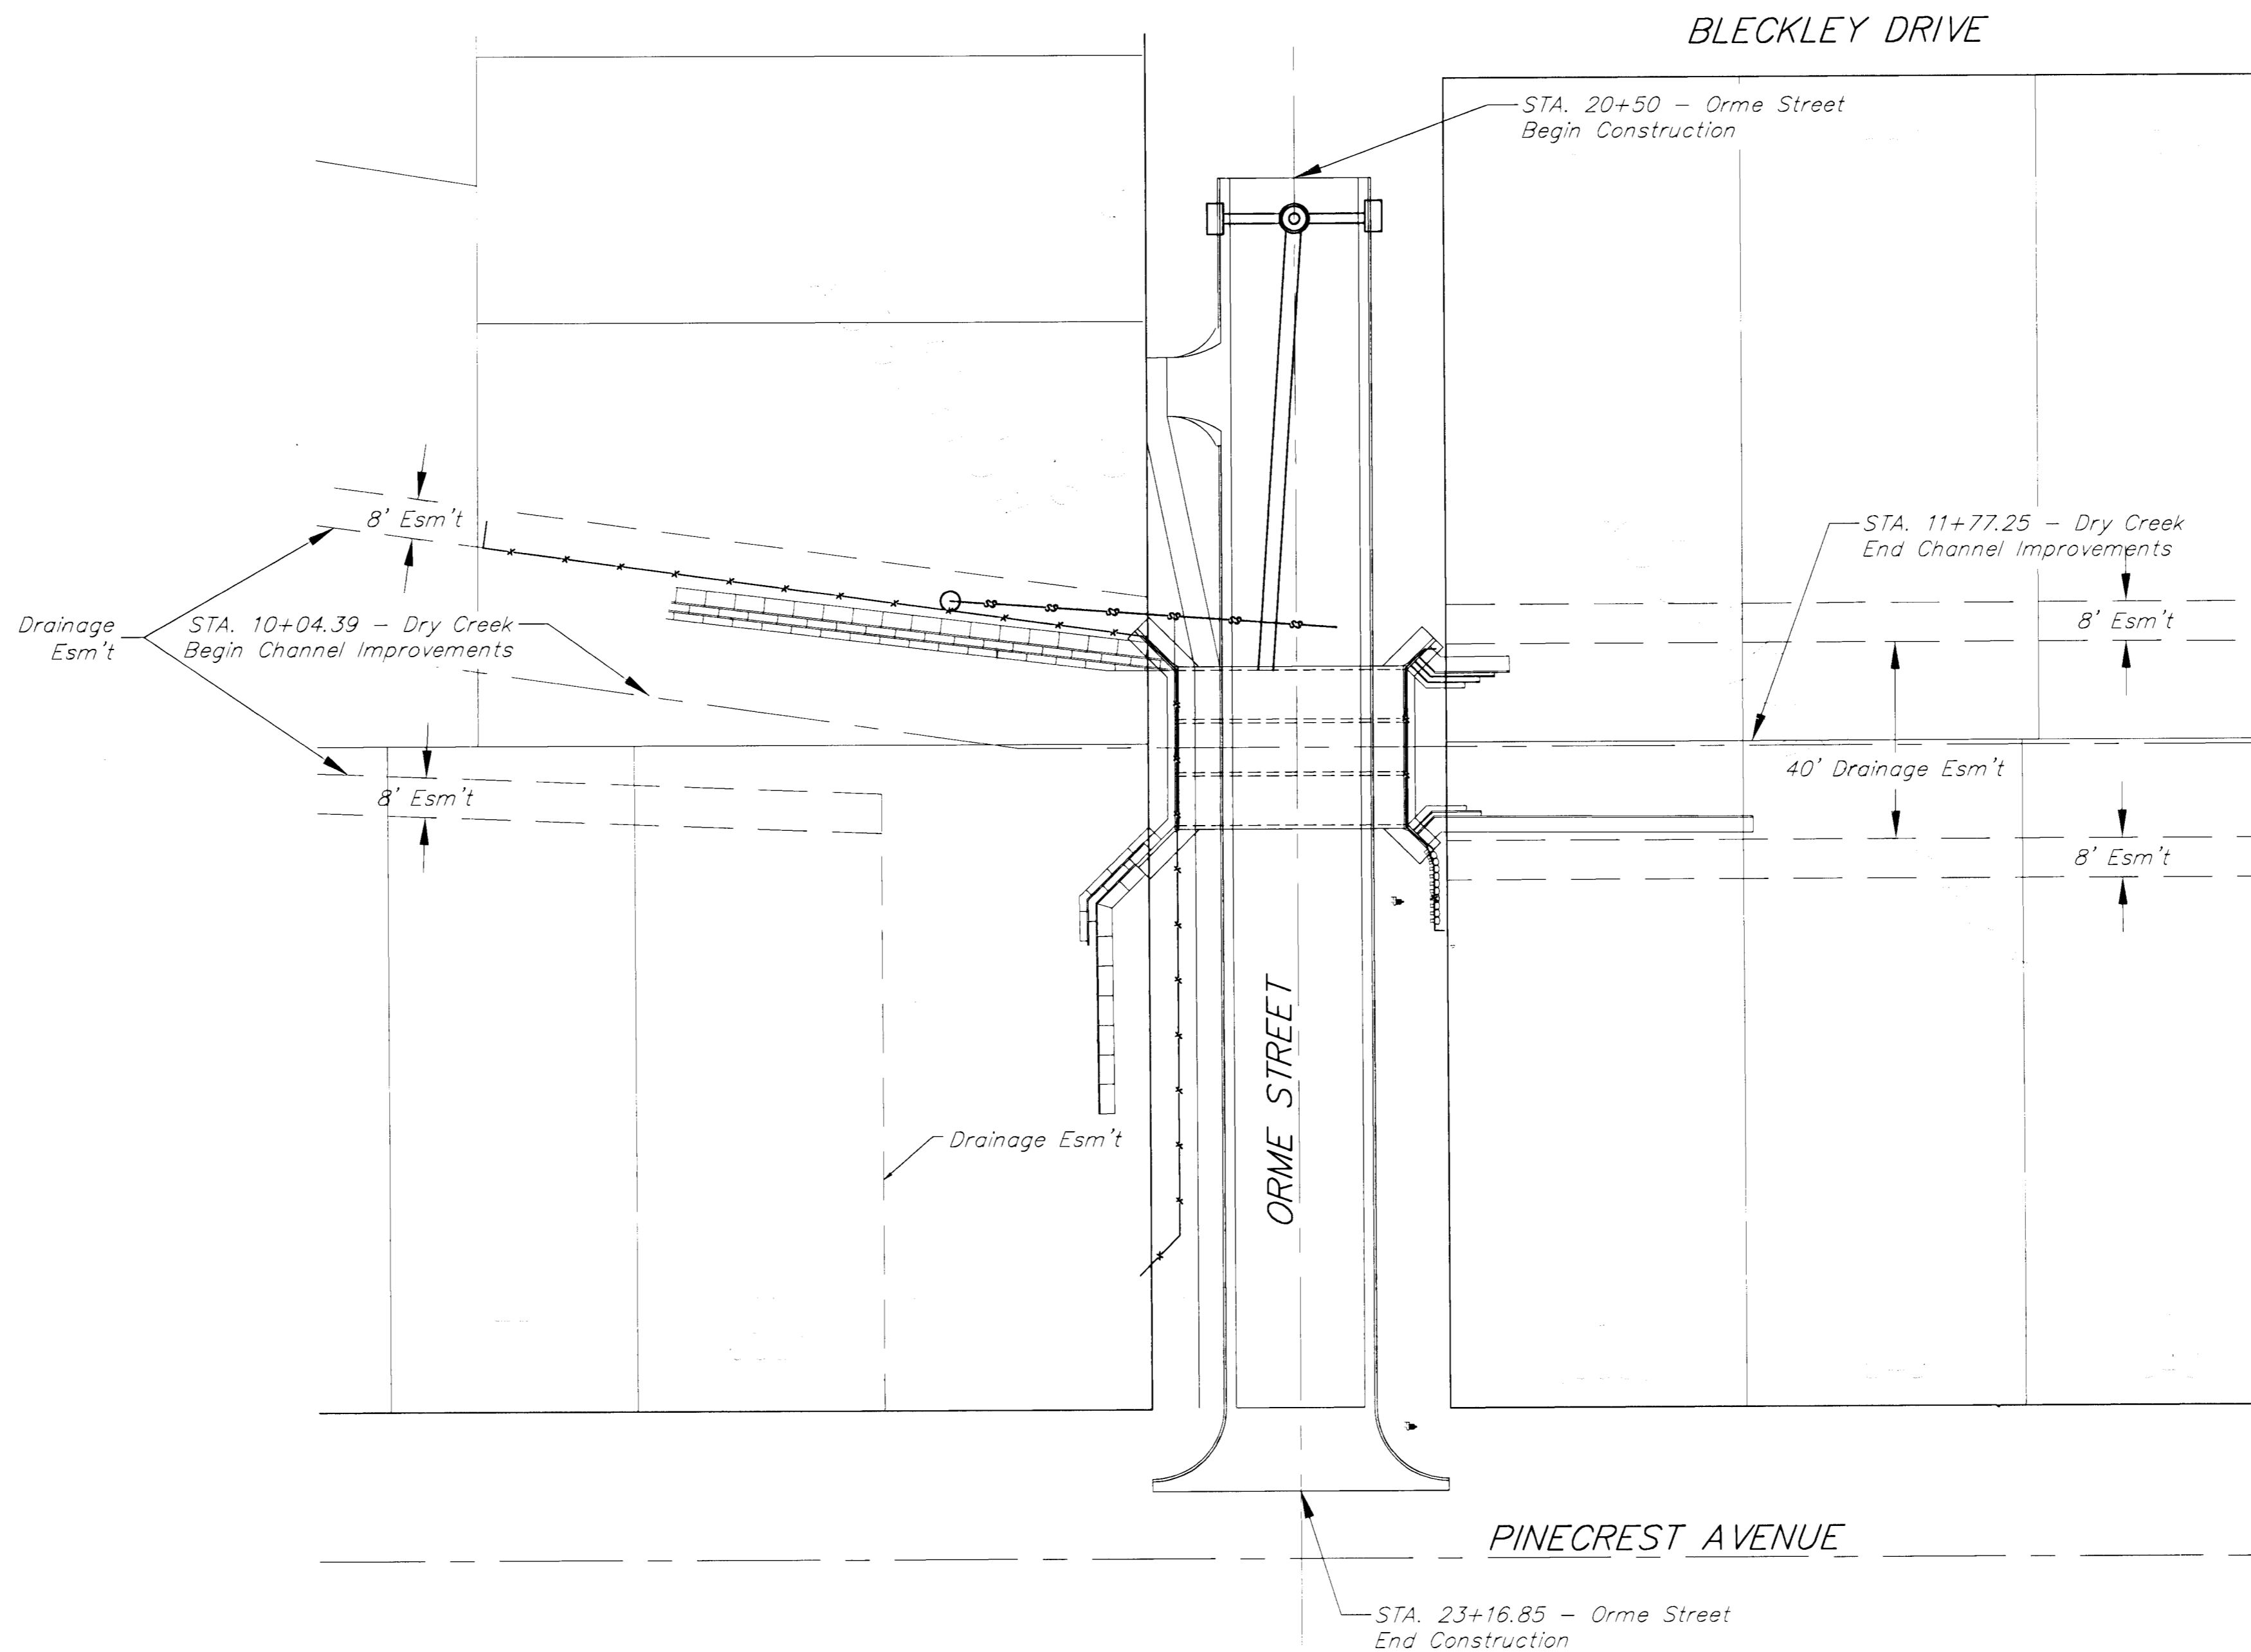 BLECKLEY DRIVE
STA. 20+50 – Orme Street
Begin Construction
8' Esm't
STA. 11+77.25 – Dry Creek
End Channel Improvements
Drainage
Esm't
STA. 10+04.39 – Dry Creek
Begin Channel Improvements
8' Esm't
40' Drainage Esm't
8' Esm't
8' Esm't
ORME STREET
Drainage Esm't
PINECREST AVENUE
STA. 23+16.85 – Orme Street
End Construction